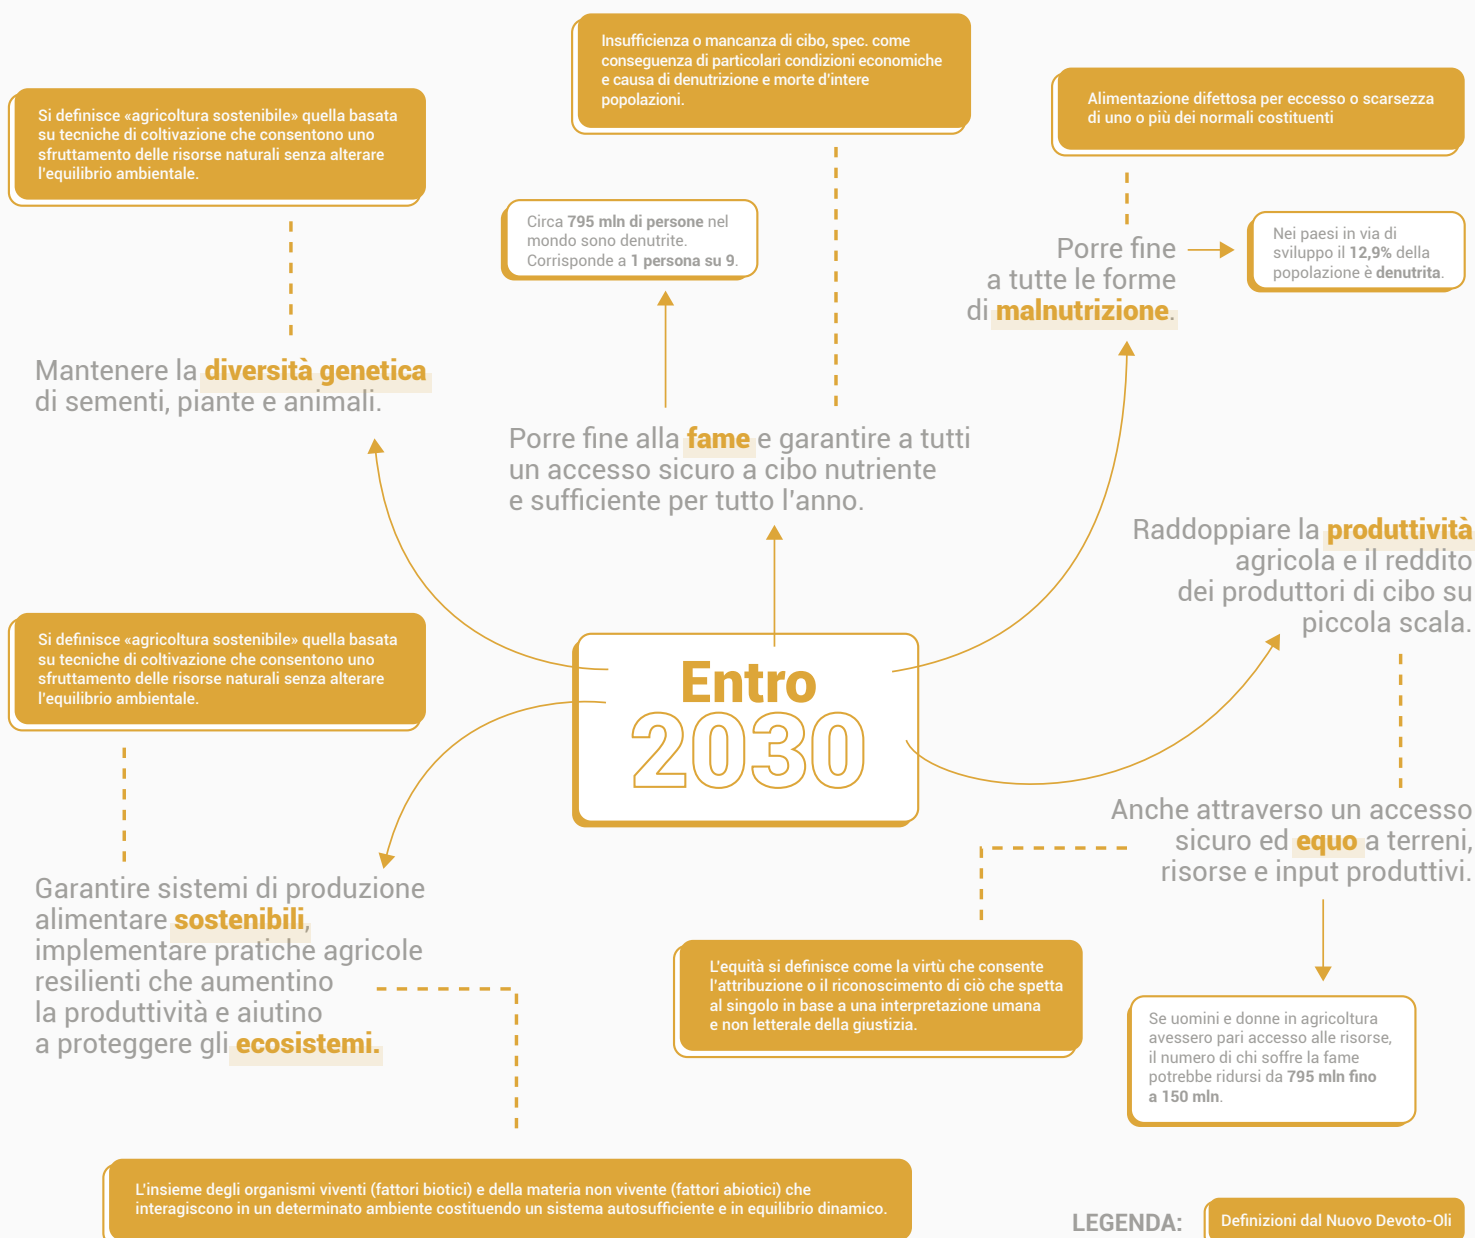 Insufficienza o mancanza di cibo, spec. come
conseguenza di particolari condizioni economiche
e causa di denutrizione e morte d'intere
popolazioni.
Alimentazione difettosa per eccesso o scarsezza
di uno o più dei normali costituenti
Si definisce «agricoltura sostenibile» quella basata
su tecniche di coltivazione che consentono uno
sfruttamento delle risorse naturali senza alterare
l'equilibrio ambientale.
Circa 795 mln di persone nel
mondo sono denutrite.
Corrisponde a 1 persona su 9.
Porre fine
a tutte le forme
di malnutrizione.
Nei paesi in via di
sviluppo il 12,9% della
popolazione è denutrita.
Mantenere la diversità genetica
di sementi, piante e animali.
Porre fine alla fame e garantire a tutti
un accesso sicuro a cibo nutriente
e sufficiente per tutto l'anno.
Raddoppiare la produttività
agricola e il reddito
dei produttori di cibo su
piccola scala.
Si definisce «agricoltura sostenibile» quella basata
su tecniche di coltivazione che consentono uno
sfruttamento delle risorse naturali senza alterare
l'equilibrio ambientale.
Entro
2030
Anche attraverso un accesso
sicuro ed equo a terreni,
risorse e input produttivi.
Garantire sistemi di produzione
alimentare sostenibili,
implementare pratiche agricole
resilienti che aumentino
la produttività e aiutino
a proteggere gli ecosistemi.
L'equità si definisce come la virtù che consente
l'attribuzione o il riconoscimento di ciò che spetta
al singolo in base a una interpretazione umana
e non letterale della giustizia.
Se uomini e donne in agricoltura
avessero pari accesso alle risorse,
il numero di chi soffre la fame
potrebbe ridursi da 795 mln fino
a 150 mln.
L'insieme degli organismi viventi (fattori biotici) e della materia non vivente (fattori abiotici) che
interagiscono in un determinato ambiente costituendo un sistema autosufficiente e in equilibrio dinamico.
LEGENDA:
Definizioni dal Nuovo Devoto-Oli